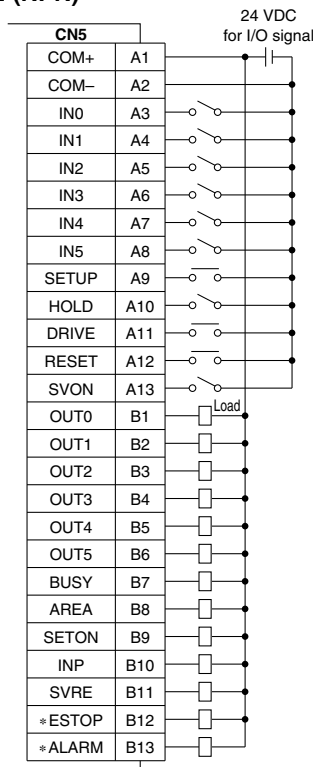 24 VDC
for I/O signal
CN5
COM+ A1
COM– A2
IN0 A3
IN1 A4
IN2 A5
IN3 A6
IN4 A7
IN5 A8
SETUP A9
HOLD A10
DRIVE A11
RESET A12
SVON A13
OUT0 B1 Load
OUT1 B2
OUT2 B3
OUT3 B4
OUT4 B5
OUT5 B6
BUSY B7
AREA B8
SETON B9
INP B10
SVRE B11
∗ESTOP B12
∗ALARM B13